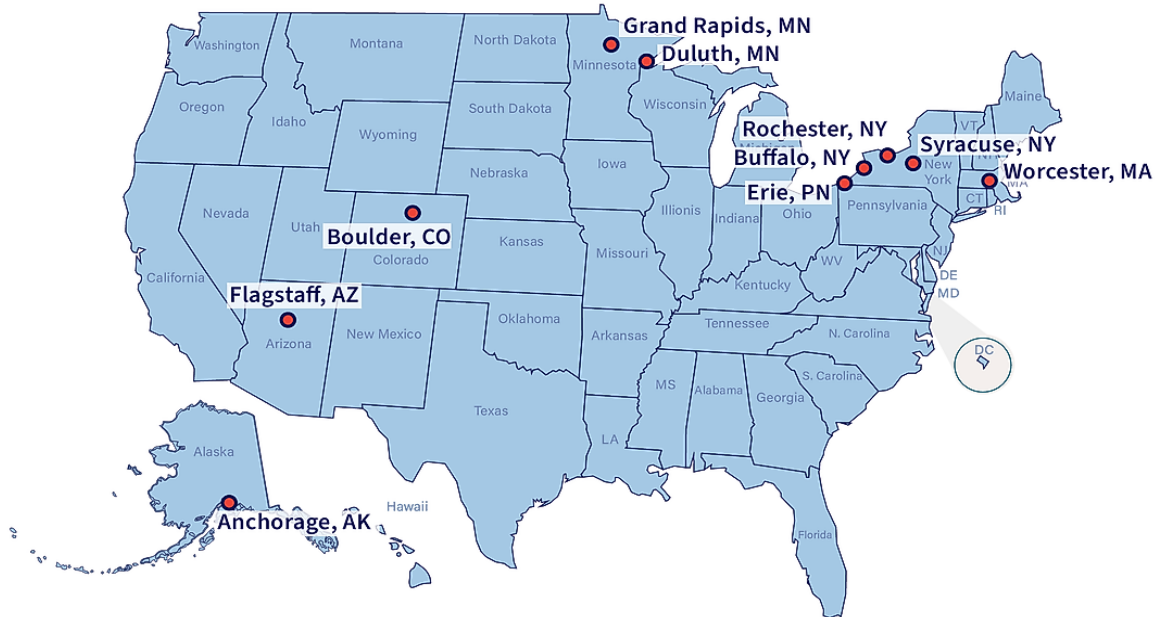 Grand Rapids, MN
Duluth, MN
Washington
Montana
North Dakota
Minnesota
Maine
Oregon
Idaho
South Dakota
Wisconsin
VT
Wyoming
Rochester, NY
Syracuse, NY
Buffalo, NY
Worcester, MA
Erie, PN
Iowa
Nebraska
New
York
MA
CT
RI
Nevada
Utah
Boulder, CO
Colorado
Kansas
Missouri
Illionis
Indiana
Ohio
Pennsylvania
NJ
WV
DE
MD
California
Kentucky
Flagstaff, AZ
Arizona
New Mexico
Oklahoma
Arkansas
Tennessee
N. Carolina
DC
S. Carolina
MS
Alabama
Georgia
Texas
LA
Alaska
Hawaii
Anchorage, AK
Florida